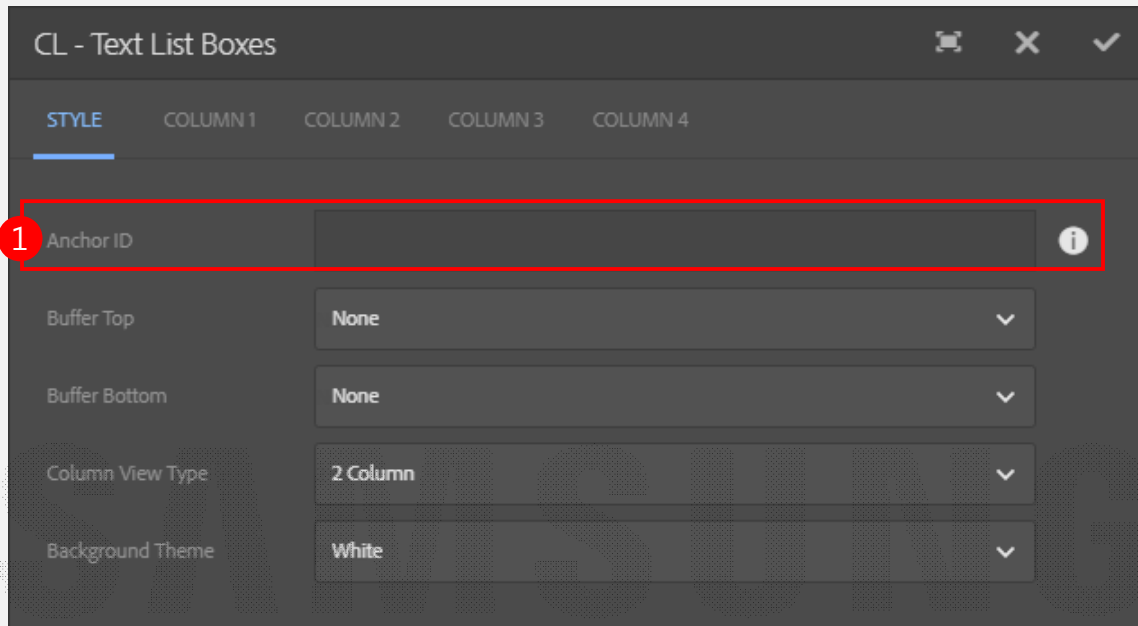 CL - Text List Boxes
STYLE COLUMN 1 COLUMN 2 COLUMN 3 COLUMN 4
1 Anchor ID
Buffer Top None
Buffer Bottom None
Column View Type 2 Column
Background Theme White
SAMSUNG